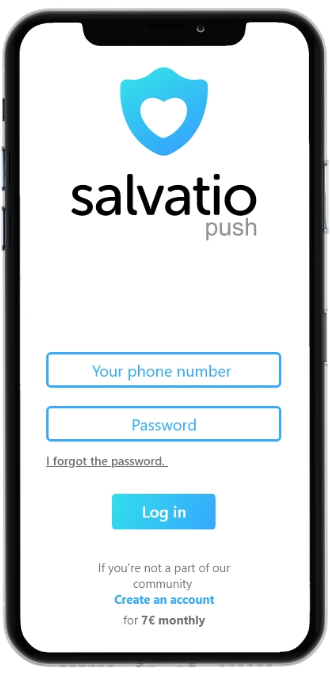 salvatio
push
Your phone number
Password
I forgot the password.
Log in
If you're not a part of our
community
Create an account
for 7€ monthly